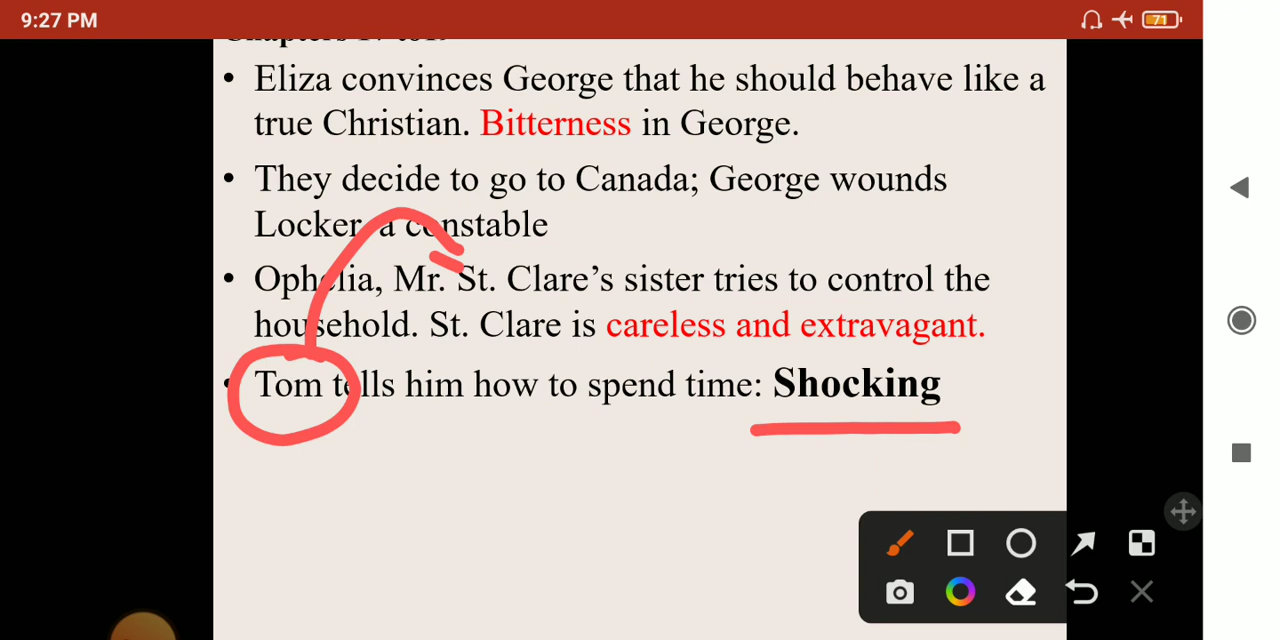 9:27 PM
71
• Eliza convinces George that he should behave like a
true Christian. Bitterness in George.
• They decide to go to Canada; George wounds
Locker, a constable
• Ophelia, Mr. St. Clare's sister tries to control the
household. St. Clare is careless and extravagant.
• Tom tells him how to spend time: Shocking